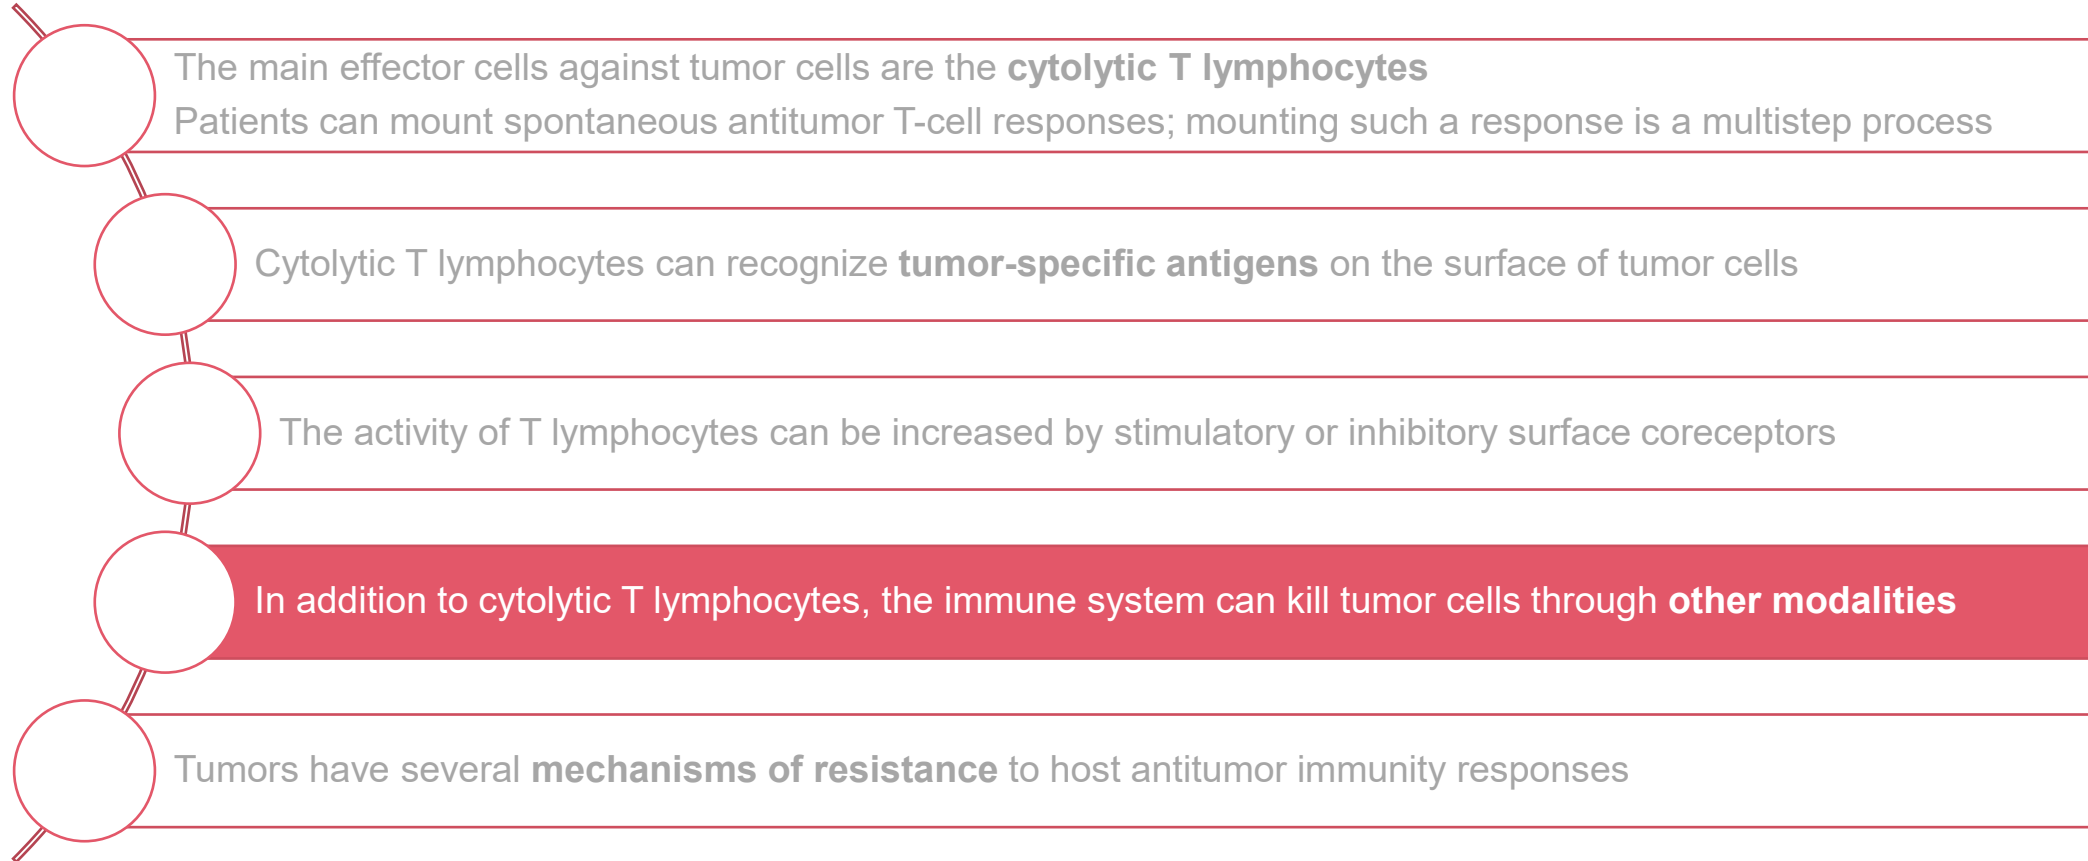 The main effector cells against tumor cells are the cytolytic T lymphocytes
Patients can mount spontaneous antitumor T-cell responses; mounting such a response is a multistep process
Cytolytic T lymphocytes can recognize tumor-specific antigens on the surface of tumor cells
The activity of T lymphocytes can be increased by stimulatory or inhibitory surface coreceptors
In addition to cytolytic T lymphocytes, the immune system can kill tumor cells through other modalities
Tumors have several mechanisms of resistance to host antitumor immunity responses